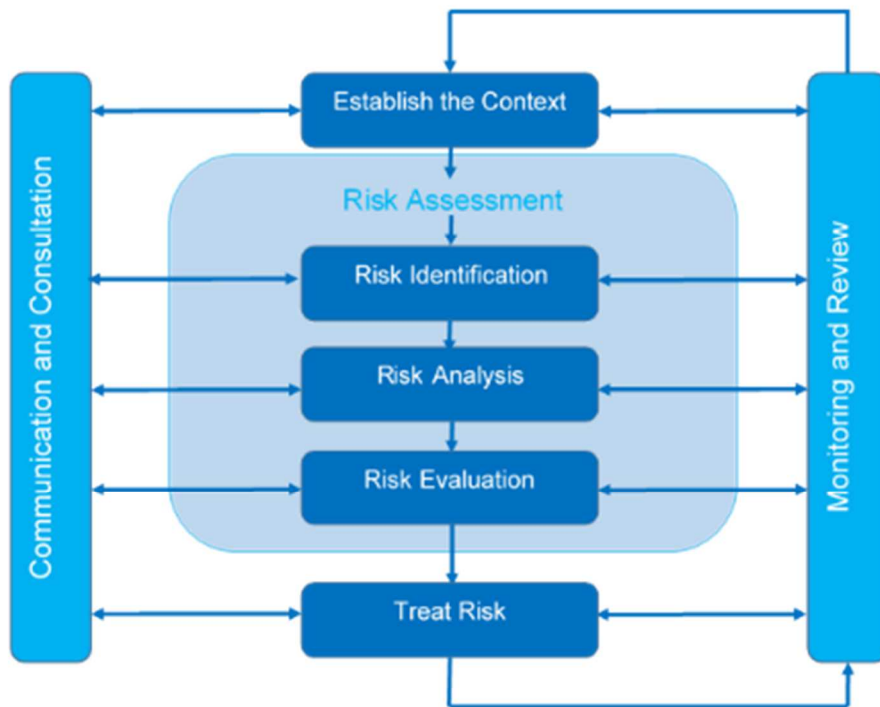 Establish the Context
Risk Assessment
Risk Identification
Risk Analysis
Risk Evaluation
Treat Risk
Communication and Consultation
Monitoring and Review